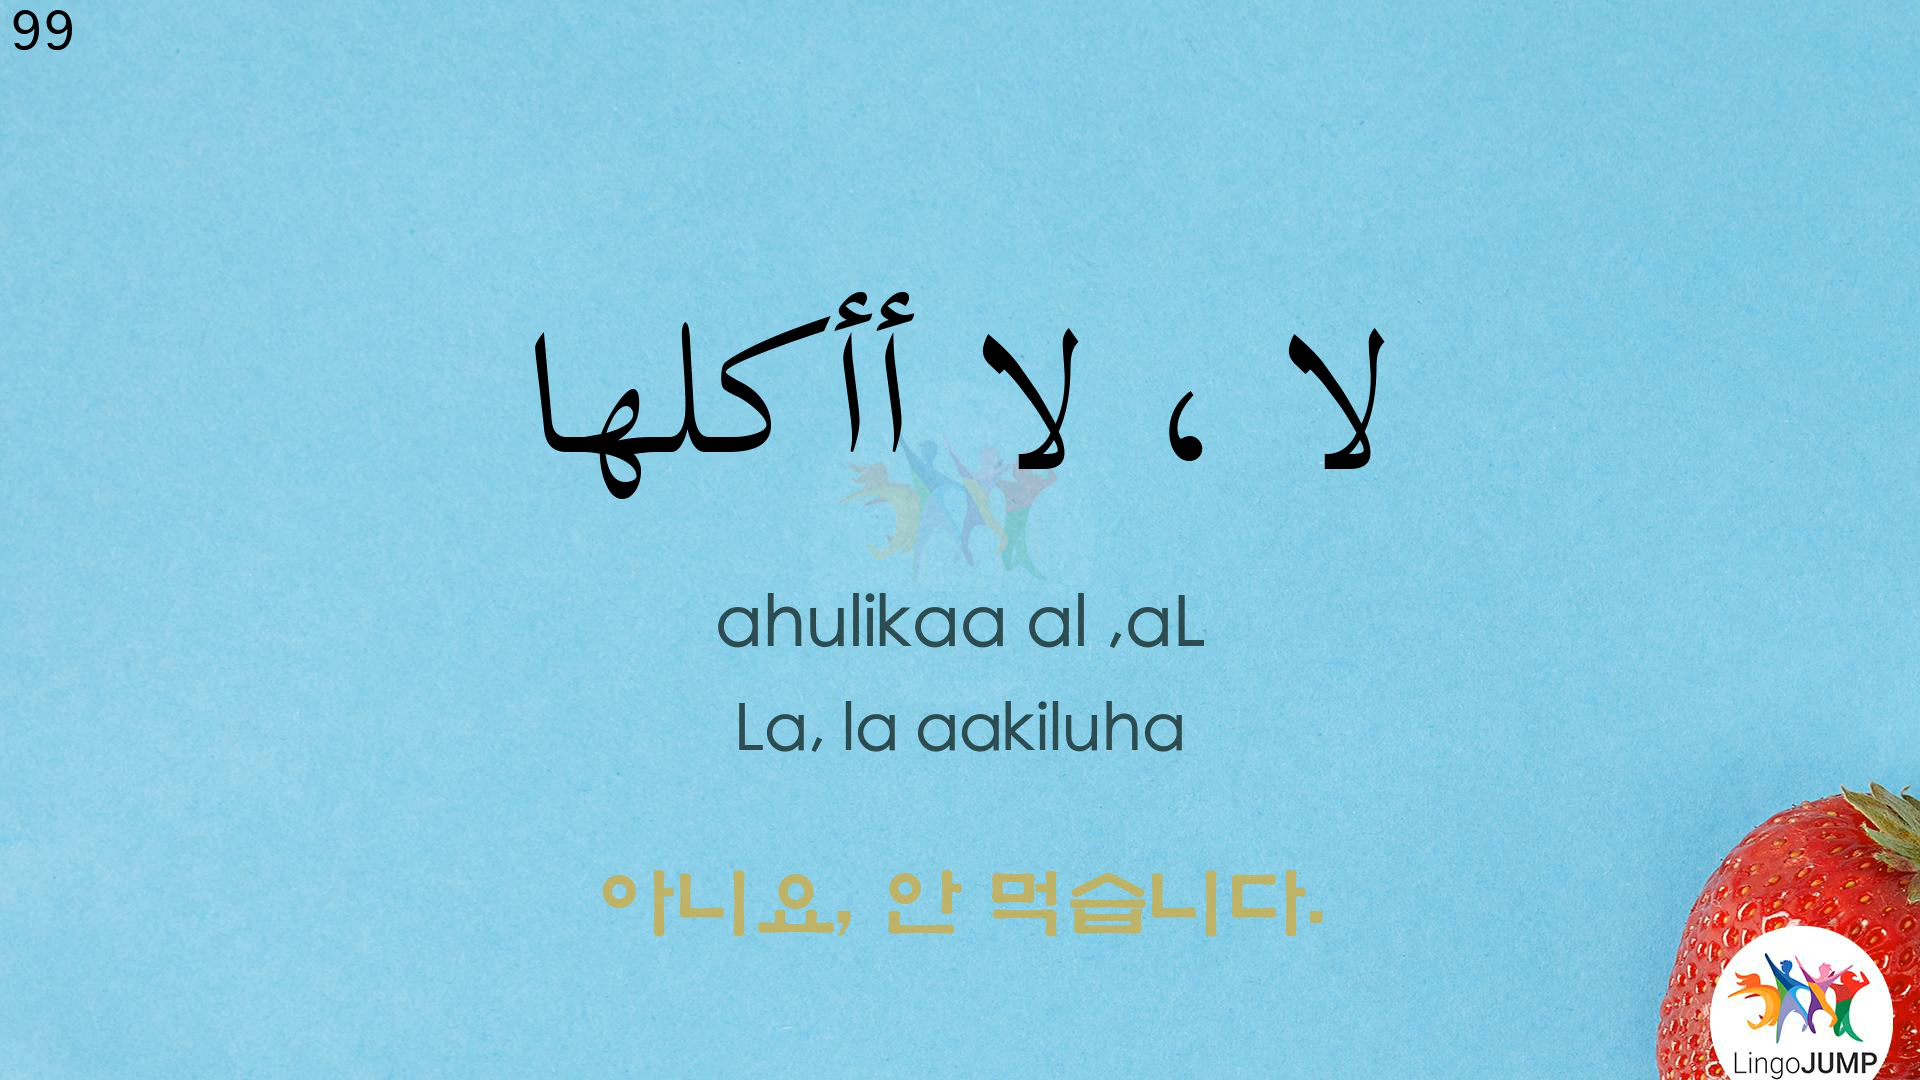 99
لا ، لا أأكلها
ahulikaa al ,aL
La, la aakiluha
아니요, 안 먹습니다.
LingoJUMP